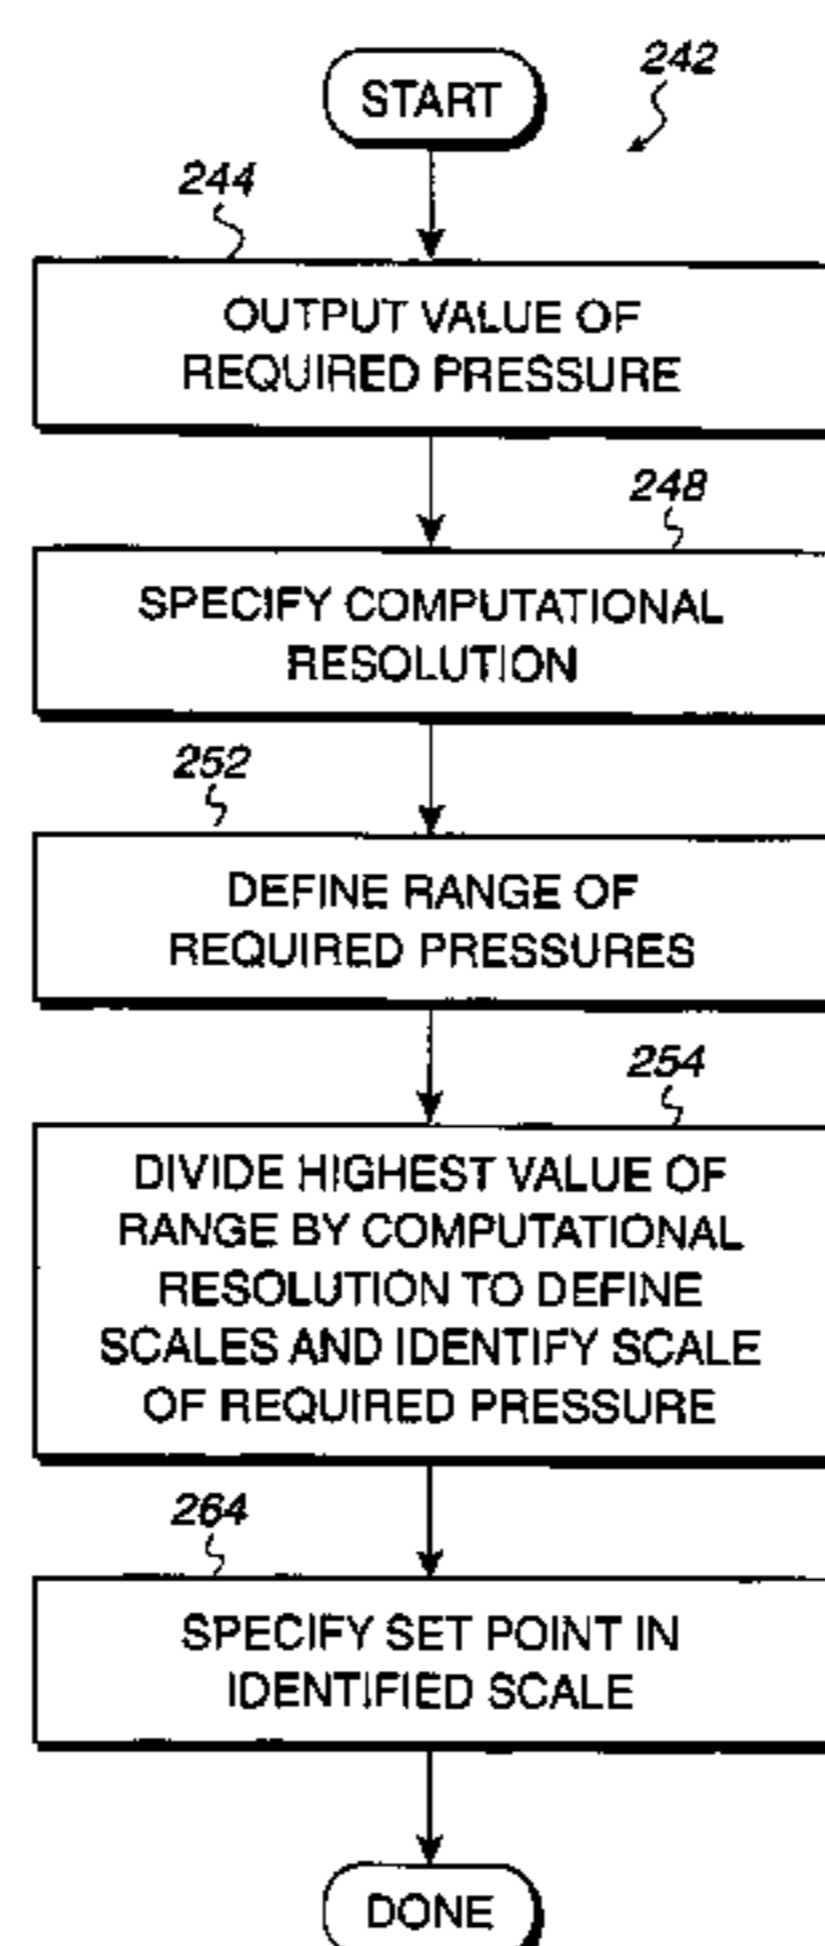 242
START
244
OUTPUT VALUE OF
REQUIRED PRESSURE
248
SPECIFY COMPUTATIONAL
RESOLUTION
252
DEFINE RANGE OF
REQUIRED PRESSURES
254
DIVIDE HIGHEST VALUE OF
RANGE BY COMPUTATIONAL
RESOLUTION TO DEFINE
SCALES AND IDENTIFY SCALE
OF REQUIRED PRESSURE
264
SPECIFY SET POINT IN
IDENTIFIED SCALE
DONE